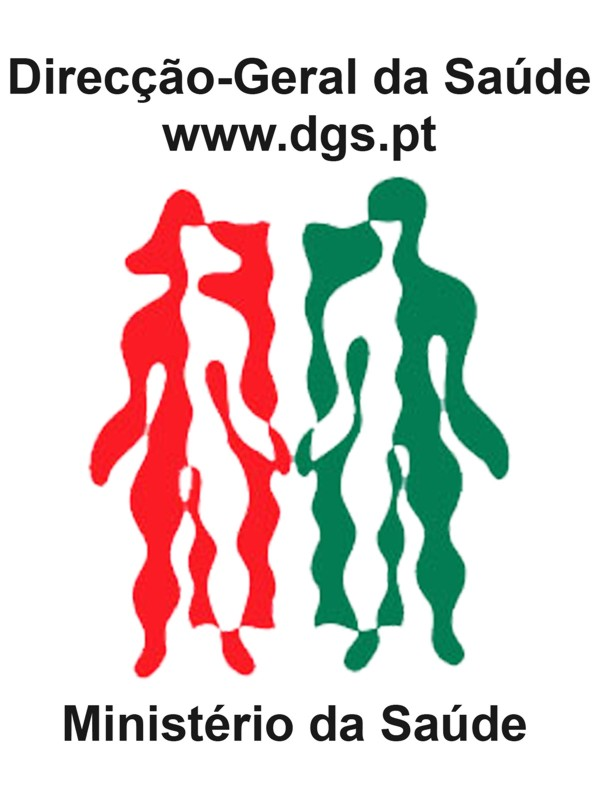 Direcção-Geral da Saúde
www.dgs.pt
Ministério da Saúde